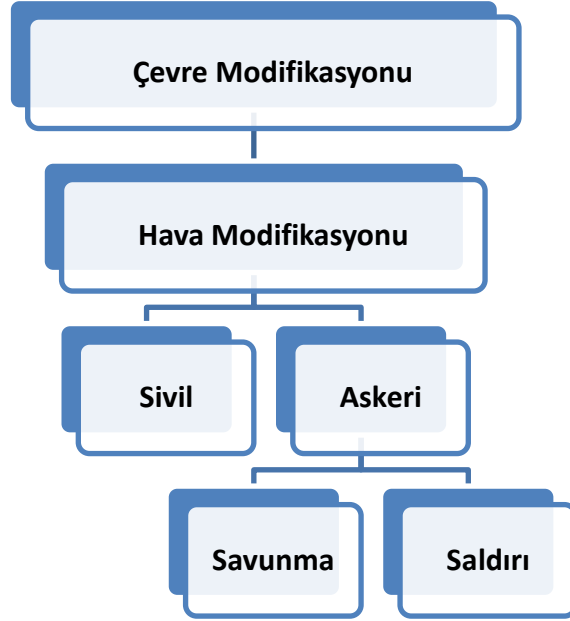 Çevre Modifikasyonu
Hava Modifikasyonu
Sivil
Askeri
Savunma
Saldırı